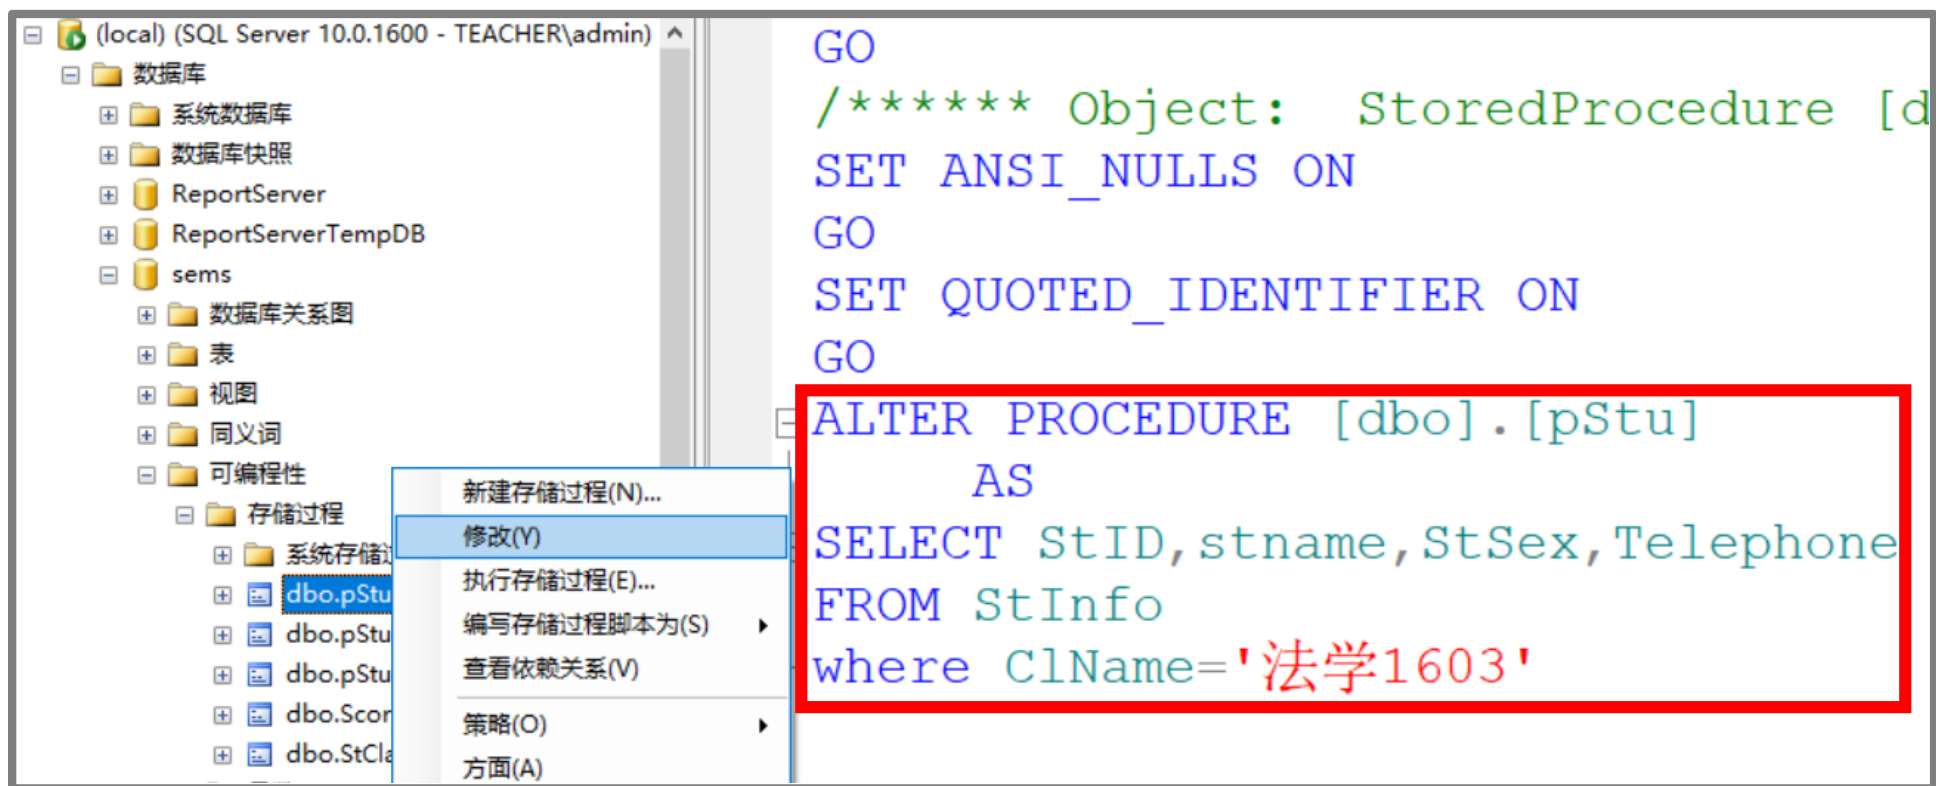 (local) (SQL Server 10.0.1600 - TEACHER\admin)
数据库
系统数据库
数据库快照
ReportServer
ReportServerTempDB
sems
数据库关系图
表
视图
同义词
可编程性
存储过程
系统存储
dbo.pStu
dbo.pStu
dbo.pStu
dbo.Scor
dbo.StCla
新建存储过程(N)...
修改(Y)
执行存储过程(E)...
编写存储过程脚本为(S)
查看依赖关系(V)
策略(O)
方面(A)
GO
/****** Object:  StoredProcedure [d
SET ANSI_NULLS ON
GO
SET QUOTED_IDENTIFIER ON
GO
ALTER PROCEDURE [dbo].[pStu]
AS
SELECT StID,stname,StSex,Telephone
FROM StInfo
where ClName='法学1603'